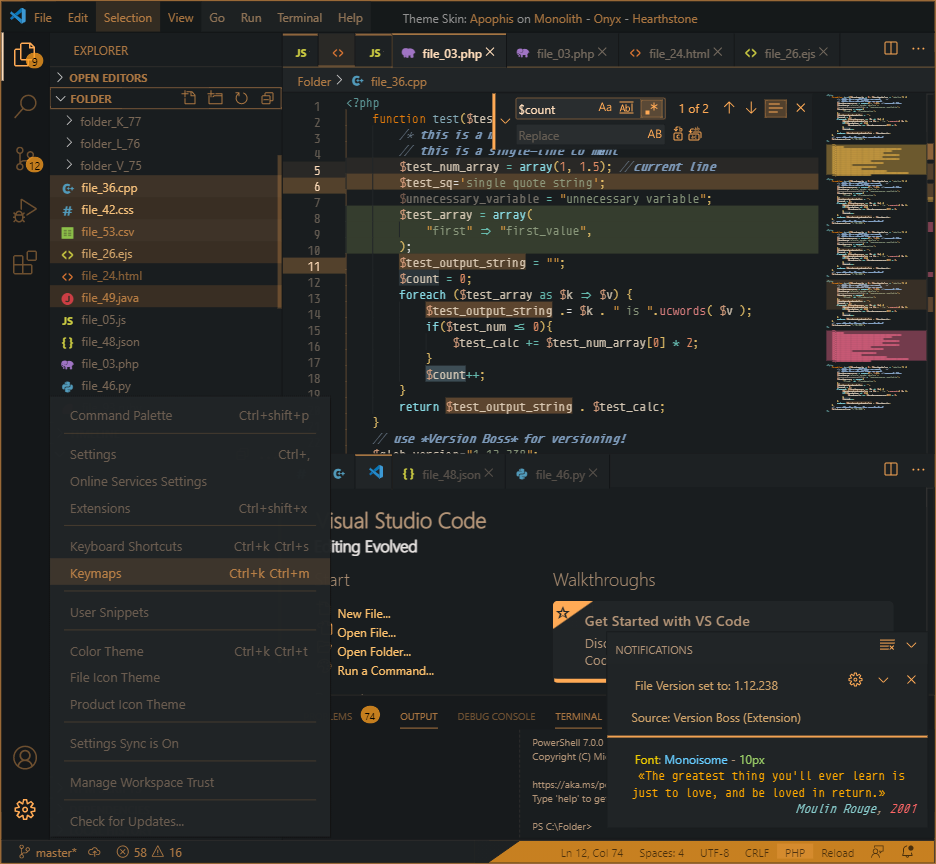 File Edit Selection View Go Run Terminal Help
Theme Skin: Apophis on Monolith - Onyx - Hearthstone
EXPLORER
9
OPEN EDITORS
FOLDER
folder_K_77
folder_L_76
folder_V_75
12
file_36.cpp
file_42.css
file_53.csv
file_26.ejs
file_24.html
file_49.java
file_05.js
file_48.json
file_03.php
file_46.py
JS <> JS file_03.php file_03.php file_24.html file_26.ejs
Folder > file_36.cpp
$count Aa Abl .* 1 of 2
Replace AB
1 <?php
2 function test($tes
3 /* this is a m
4 // this is a single-line co ment
5 $test_num_array = array(1, 1.5); //current line
6 $test_sq='single quote string';
7 $unnecessary_variable = "unnecessary variable";
8 $test_array = array(
9 "first" => "first_value",
10 );
11 $test_output_string = "";
12 $count = 0;
13 foreach ($test_array as $k => $v) {
14 $test_output_string .= $k . " is ".ucwords( $v );
15 if($test_num <= 0){
16 $test_calc += $test_num_array[0] * 2;
17 }
18 $count++;
19 }
return $test_output_string . $test_calc;
}
// use *Version Boss* for versioning!
Command Palette Ctrl+shift+p
Settings Ctrl+,
Online Services Settings
Extensions Ctrl+shift+x
Keyboard Shortcuts Ctrl+k Ctrl+s
Keymaps Ctrl+k Ctrl+m
User Snippets
Color Theme Ctrl+k Ctrl+t
File Icon Theme
Product Icon Theme
Settings Sync is On
Manage Workspace Trust
Check for Updates...
file_48.json file_46.py
isual Studio Code
iting Evolved
art
New File...
Open File...
Open Folder...
Run a Command...
Walkthroughs
Get Started with VS Code
Disc
Coc
NOTIFICATIONS
File Version set to: 1.12.238
Source: Version Boss (Extension)
Font: Monoisome - 10px
«The greatest thing you'll ever learn is
just to love, and be loved in return.»
Moulin Rouge, 2001
LEMS 74 OUTPUT DEBUG CONSOLE TERMINAL
PowerShell 7.0.0
Copyright (C) Mi
https://aka.ms/p
Type 'help' to ge
PS C:\Folder>
master* 58 16 Ln 12, Col 74 Spaces: 4 UTF-8 CRLF PHP Reload